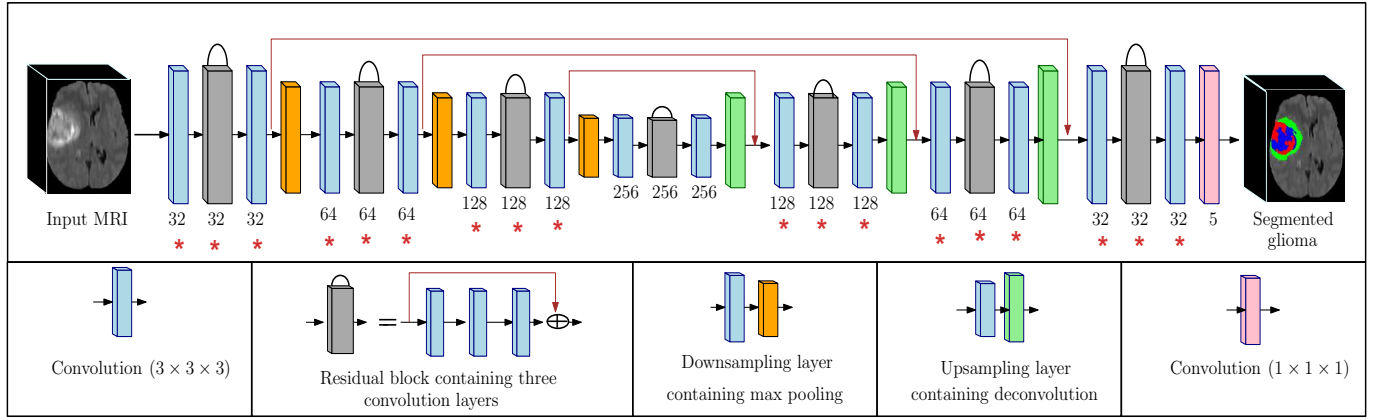 Input MRI
32 32 32
* * *
64 64 64
* * *
128 128 128
* * *
256 256 256
128 128 128
* * *
64 64 64
* * *
32 32 32 5
* * *
Segmented
glioma
Convolution (3 × 3 × 3)
=
Residual block containing three
convolution layers
Downsampling layer
containing max pooling
Upsampling layer
containing deconvolution
Convolution (1 × 1 × 1)